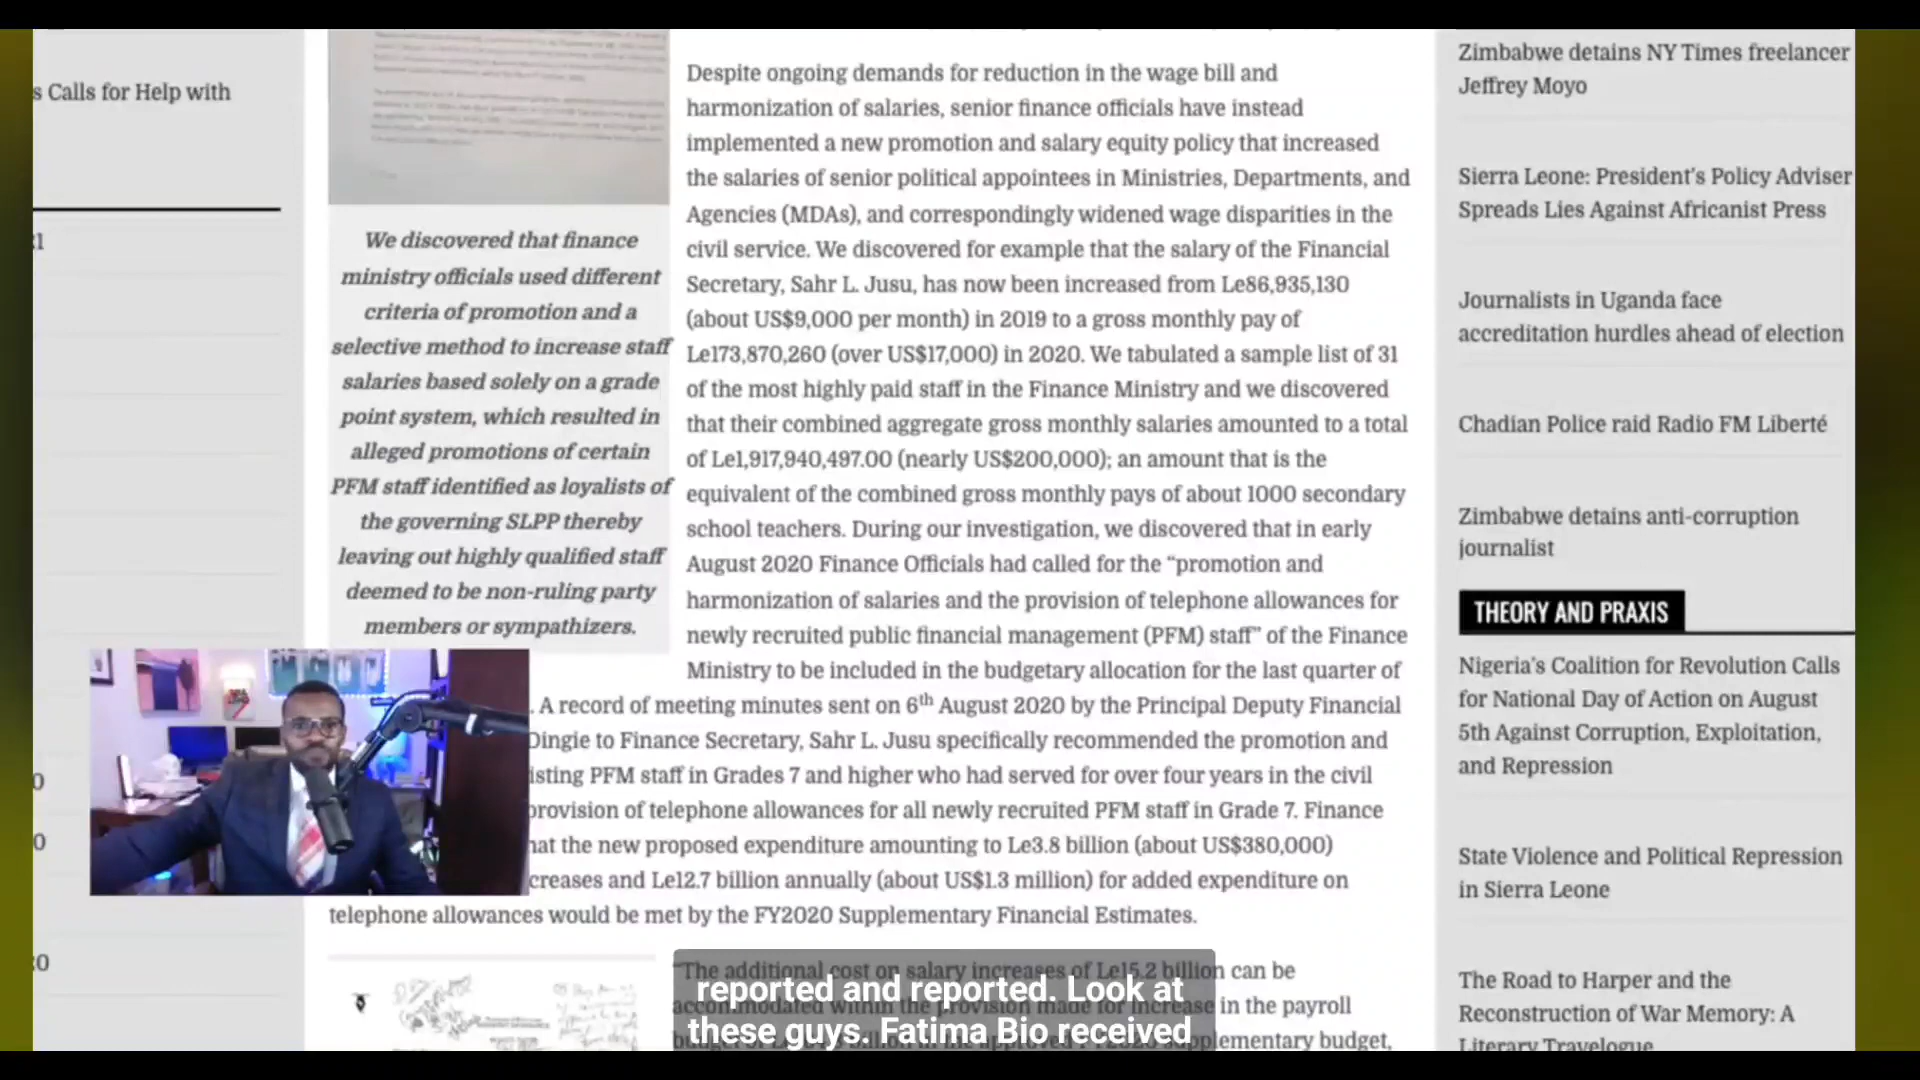 s Calls for Help with
We discovered that finance
ministry officials used different
criteria of promotion and a
selective method to increase staff
salaries based solely on a grade
point system, which resulted in
alleged promotions of certain
PFM staff identified as loyalists of
the governing SLPP thereby
leaving out highly qualified staff
deemed to be non-ruling party
members or sympathizers.
Despite ongoing demands for reduction in the wage bill and
harmonization of salaries, senior finance officials have instead
implemented a new promotion and salary equity policy that increased
the salaries of senior political appointees in Ministries, Departments, and
Agencies (MDAs), and correspondingly widened wage disparities in the
civil service. We discovered for example that the salary of the Financial
Secretary, Sahr L. Jusu, has now been increased from Le86,935,130
(about US$9,000 per month) in 2019 to a gross monthly pay of
Le173,870,260 (over US$17,000) in 2020. We tabulated a sample list of 31
of the most highly paid staff in the Finance Ministry and we discovered
that their combined aggregate gross monthly salaries amounted to a total
of Le1,917,940,497.00 (nearly US$200,000); an amount that is the
equivalent of the combined gross monthly pays of about 1000 secondary
school teachers. During our investigation, we discovered that in early
August 2020 Finance Officials had called for the “promotion and
harmonization of salaries and the provision of telephone allowances for
newly recruited public financial management (PFM) staff” of the Finance
Ministry to be included in the budgetary allocation for the last quarter of
. A record of meeting minutes sent on 6th August 2020 by the Principal Deputy Financial
Dingie to Finance Secretary, Sahr L. Jusu specifically recommended the promotion and
isting PFM staff in Grades 7 and higher who had served for over four years in the civil
provision of telephone allowances for all newly recruited PFM staff in Grade 7. Finance
hat the new proposed expenditure amounting to Le3.8 billion (about US$380,000)
creases and Le12.7 billion annually (about US$1.3 million) for added expenditure on
telephone allowances would be met by the FY2020 Supplementary Financial Estimates.
“The additional cost on salary increases of Le15.2 billion can be
accommodated within the provision made for increase in the payroll
supplementary budget,
reported and reported. Look at
these guys. Fatima Bio received
Zimbabwe detains NY Times freelancer
Jeffrey Moyo
Sierra Leone: President’s Policy Adviser
Spreads Lies Against Africanist Press
Journalists in Uganda face
accreditation hurdles ahead of election
Chadian Police raid Radio FM Liberté
Zimbabwe detains anti-corruption
journalist
THEORY AND PRAXIS
Nigeria’s Coalition for Revolution Calls
for National Day of Action on August
5th Against Corruption, Exploitation,
and Repression
State Violence and Political Repression
in Sierra Leone
The Road to Harper and the
Reconstruction of War Memory: A
Literary Travelogue